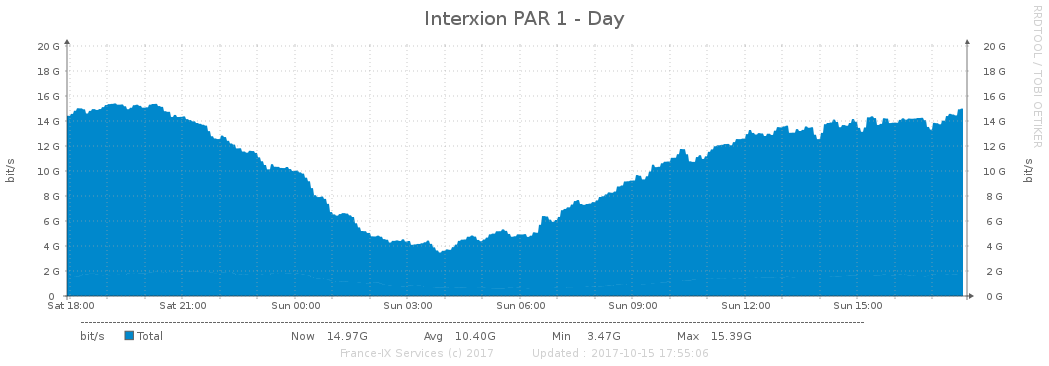 Interxion PAR 1 - Day
RRDTOOL / TOBI OETIKER
20 G 20 G
18 G 18 G
16 G 16 G
14 G 14 G
12 G 12 G
10 G 10 G
8 G 8 G
6 G 6 G
4 G 4 G
2 G 2 G
0 0 G
bit/s bit/s
Sat 18:00 Sat 21:00 Sun 00:00 Sun 03:00 Sun 06:00 Sun 09:00 Sun 12:00 Sun 15:00
bit/s Total Now 14.97G Avg 10.40G Min 3.47G Max 15.39G
France-IX Services (c) 2017 Updated : 2017-10-15 17:55:06